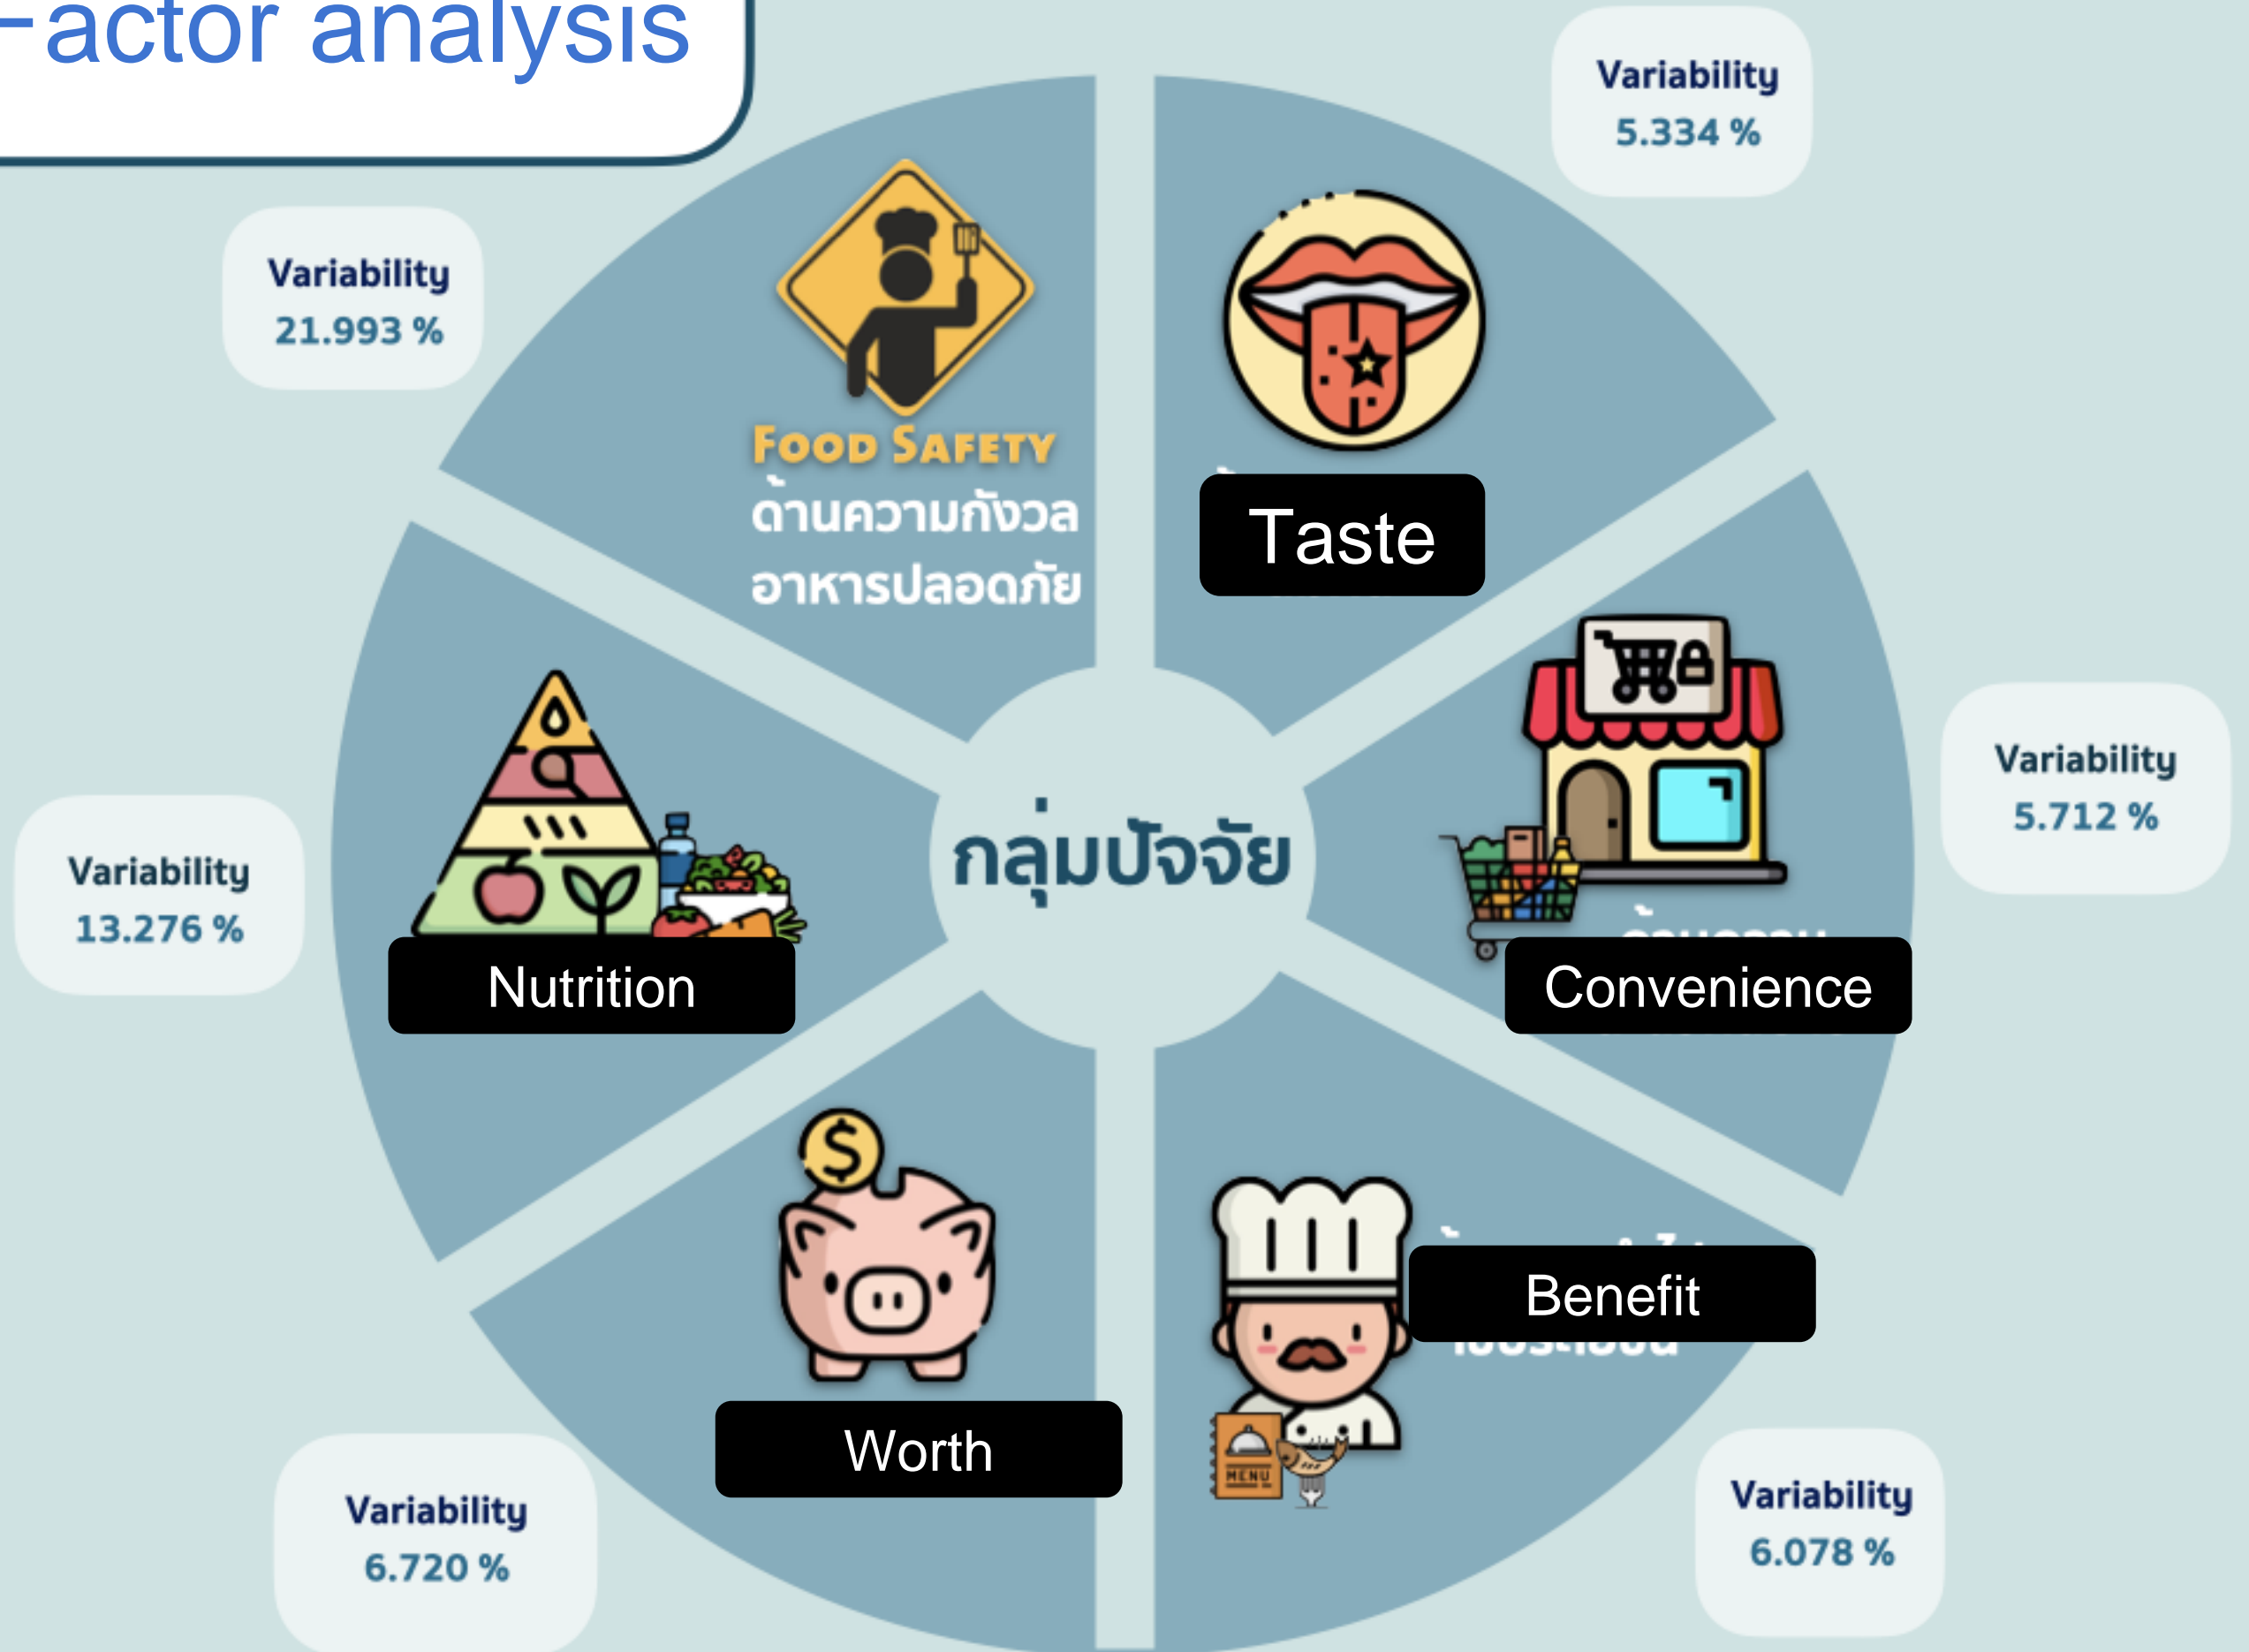 Factor analysis
Variability
5.334 %
Variability
21.993 %
FOOD SAFETY
ด้านความกังวล
อาหารปลอดภัย
Taste
Variability
5.712 %
กลุ่มปัจจัย
Variability
13.276 %
Nutrition
Convenience
Benefit
MENU
Worth
Variability
6.720 %
Variability
6.078 %